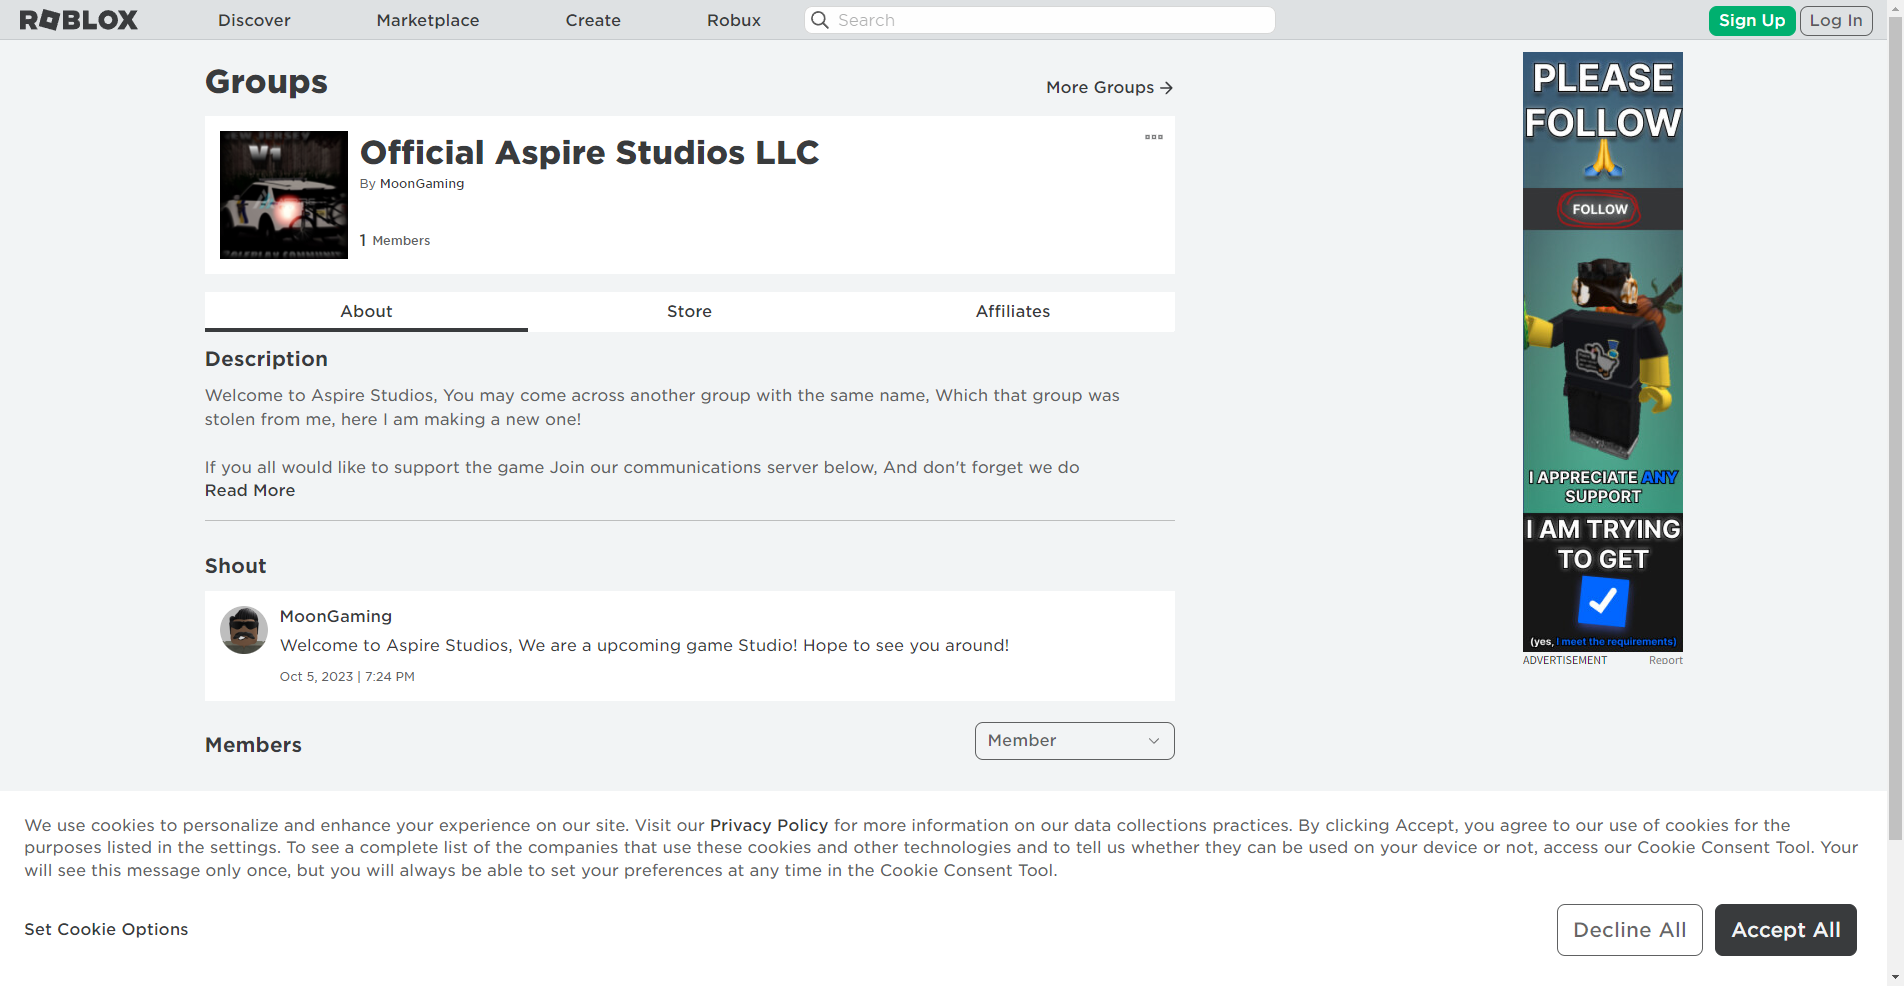 ROBLOX Discover Marketplace Create Robux Search Sign Up Log In
Groups
More Groups
NEW JERSEY
V1
ROLEPLAY COMMUNITY
Official Aspire Studios LLC
By MoonGaming
1 Members
About Store Affiliates
Description
Welcome to Aspire Studios, You may come across another group with the same name, Which that group was
stolen from me, here I am making a new one!
If you all would like to support the game Join our communications server below, And don't forget we do
Read More
Shout
MoonGaming
Welcome to Aspire Studios, We are a upcoming game Studio! Hope to see you around!
Oct 5, 2023 | 7:24 PM
Members
Member
PLEASE
FOLLOW
FOLLOW
I APPRECIATE ANY
SUPPORT
I AM TRYING
TO GET
(yes, I meet the requirements)
ADVERTISEMENT Report
We use cookies to personalize and enhance your experience on our site. Visit our Privacy Policy for more information on our data collections practices. By clicking Accept, you agree to our use of cookies for the
purposes listed in the settings. To see a complete list of the companies that use these cookies and other technologies and to tell us whether they can be used on your device or not, access our Cookie Consent Tool. Your
will see this message only once, but you will always be able to set your preferences at any time in the Cookie Consent Tool.
Set Cookie Options
Decline All
Accept All